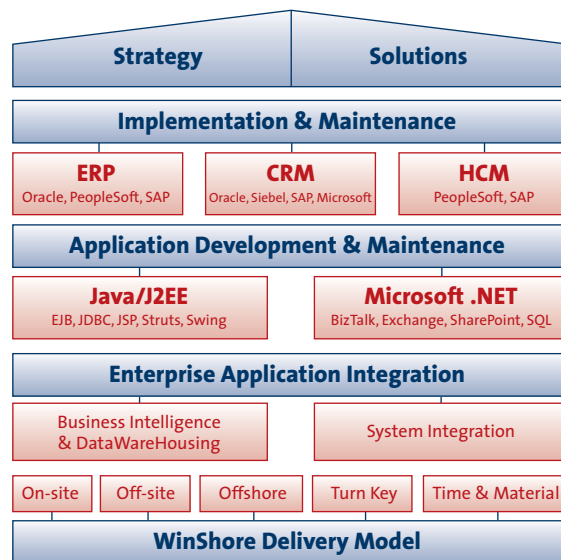 Strategy
Solutions
Implementation & Maintenance
ERP
Oracle, PeopleSoft, SAP
CRM
Oracle, Siebel, SAP, Microsoft
HCM
PeopleSoft, SAP
Application Development & Maintenance
Java/J2EE
EJB, JDBC, JSP, Struts, Swing
Microsoft .NET
BizTalk, Exchange, SharePoint, SQL
Enterprise Application Integration
Business Intelligence
& DataWareHousing
System Integration
On-site
Off-site
Offshore
Turn Key
Time & Material
WinShore Delivery Model